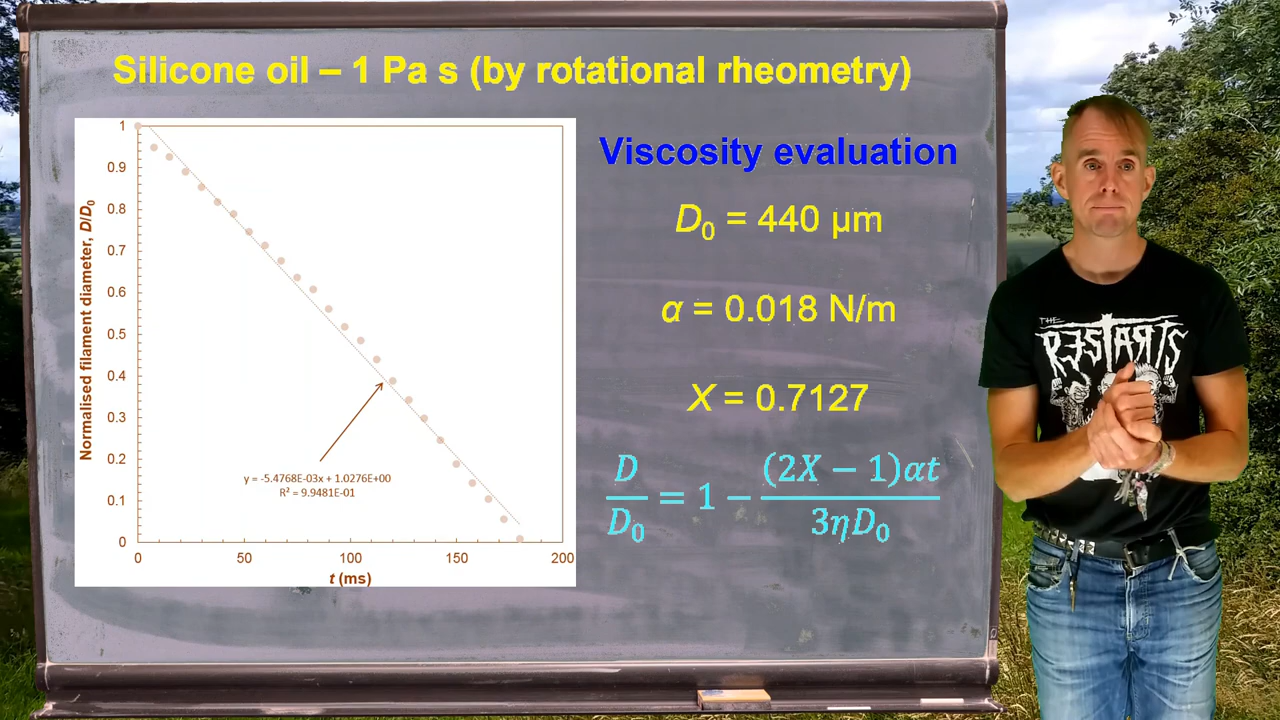 Silicone oil – 1 Pa s (by rotational rheometry)
Normalised filament diameter, D/D₀
1
0.9
0.8
0.7
0.6
0.5
0.4
0.3
0.2
0.1
0
y = -5.4768E-03x + 1.0276E+00
R² = 9.9481E-01
0 50 100 150 200
t (ms)
Viscosity evaluation
D₀ = 440 µm
α = 0.018 N/m
X = 0.7127
D/D₀ = 1 − (2X − 1)αt/3ηD₀
THE
RESTARTS